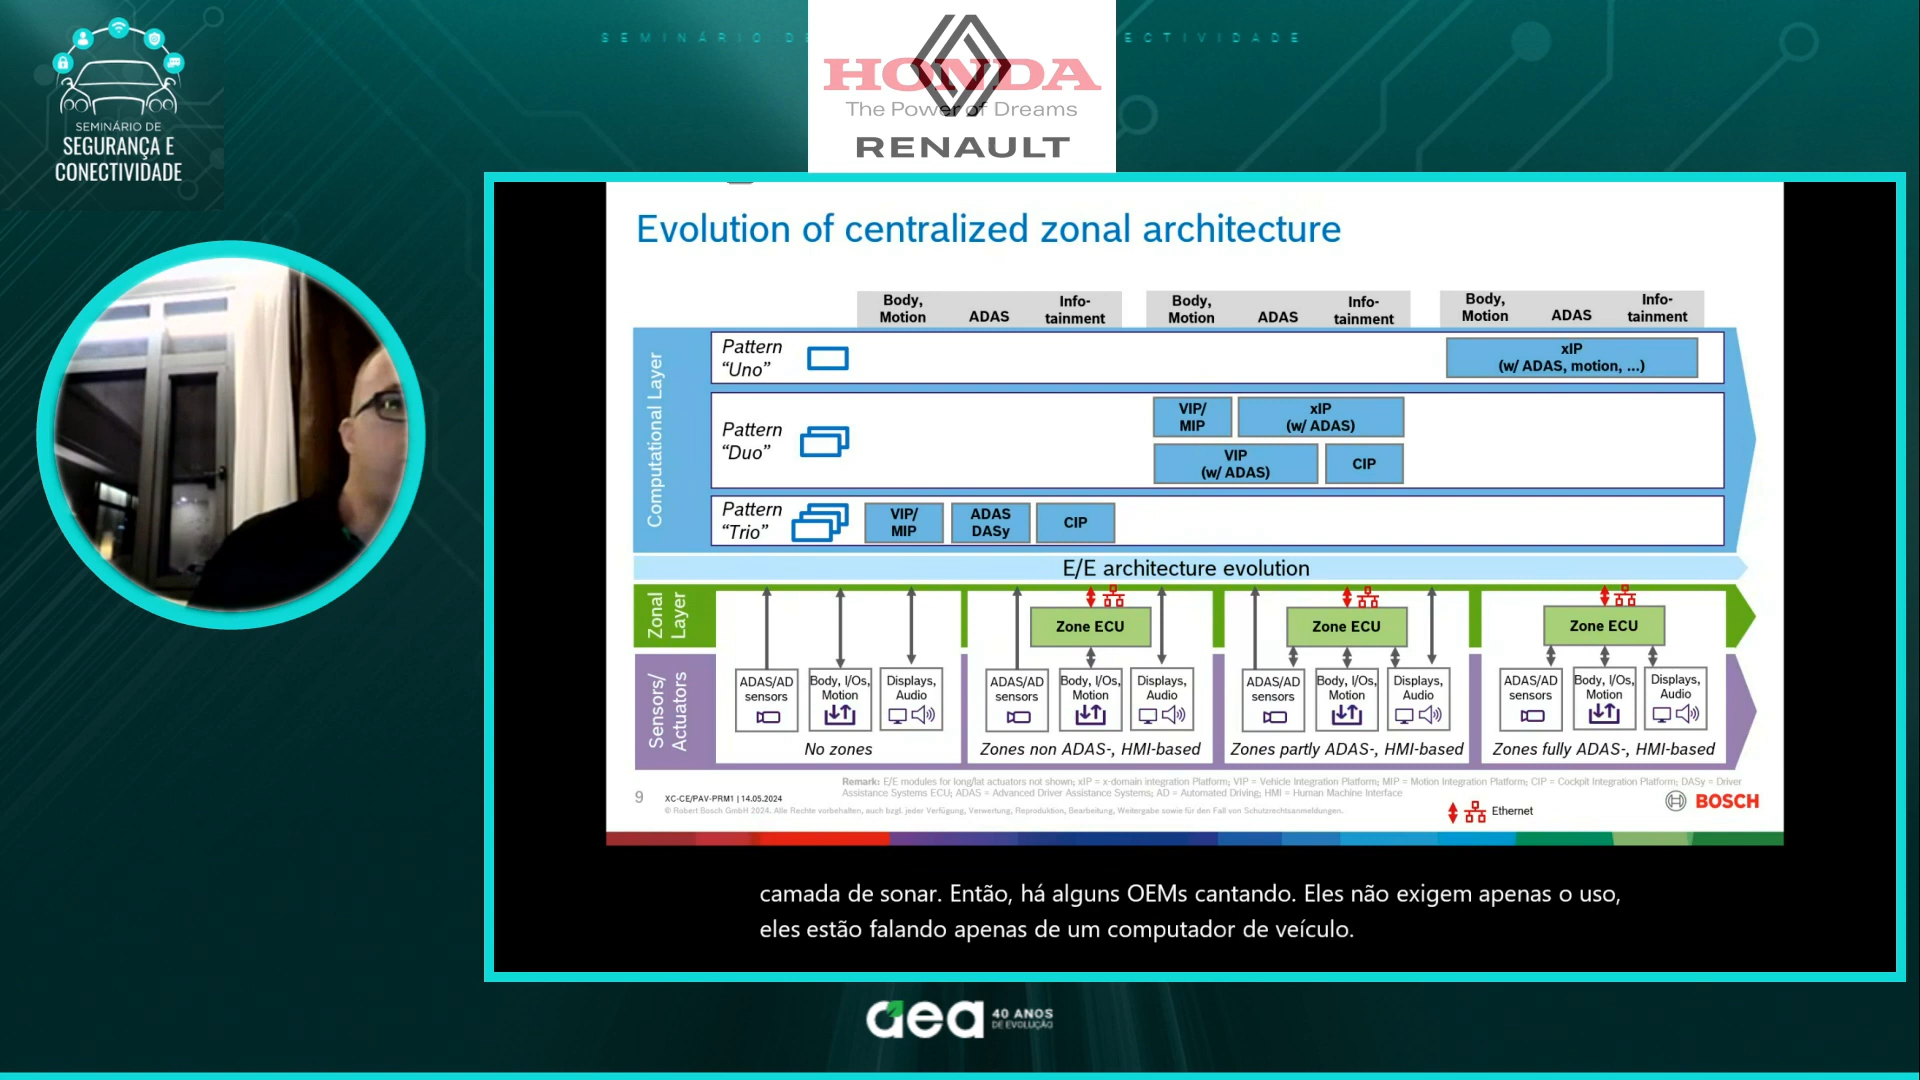 SEMINÁRIO DE
SEGURANÇA E
CONECTIVIDADE
HONDA
The Power of Dreams
RENAULT
Evolution of centralized zonal architecture
Body, Motion
ADAS
Info-tainment
Body, Motion
ADAS
Info-tainment
Body, Motion
ADAS
Info-tainment
Computational Layer
Pattern
“Uno”
xIP
(w/ ADAS, motion, ...)
Pattern
“Duo”
VIP/
MIP
xIP
(w/ ADAS)
VIP
(w/ ADAS)
CIP
Pattern
“Trio”
VIP/
MIP
ADAS
DASy
CIP
E/E architecture evolution
Zonal
Layer
Zone ECU
Zone ECU
Zone ECU
Sensors/
Actuators
ADAS/AD
sensors
Body, I/Os,
Motion
Displays,
Audio
No zones
ADAS/AD
sensors
Body, I/Os,
Motion
Displays,
Audio
Zones non ADAS-, HMI-based
ADAS/AD
sensors
Body, I/Os,
Motion
Displays,
Audio
Zones partly ADAS-, HMI-based
ADAS/AD
sensors
Body, I/Os,
Motion
Displays,
Audio
Zones fully ADAS-, HMI-based
Remark: E/E modules for long/lat actuators not shown; xIP = x-domain integration Platform; VIP = Vehicle Integration Platform; MIP = Motion Integration Platform; CIP = Cockpit Integration Platform; DASy = Driver
Assistance Systems ECU; ADAS = Advanced Driver Assistance Systems; AD = Automated Driving; HMI = Human Machine Interface
9
XC-CE/PAV-PRM1 | 14.05.2024
© Robert Bosch GmbH 2024. Alle Rechte vorbehalten, auch bzgl. jeder Verfügung, Verwertung, Reproduktion, Bearbeitung, Weitergabe sowie für den Fall von Schutzrechtsanmeldungen.
Ethernet
BOSCH
camada de sonar. Então, há alguns OEMs cantando. Eles não exigem apenas o uso,
eles estão falando apenas de um computador de veículo.
aea
40 ANOS
DE EVOLUÇÃO